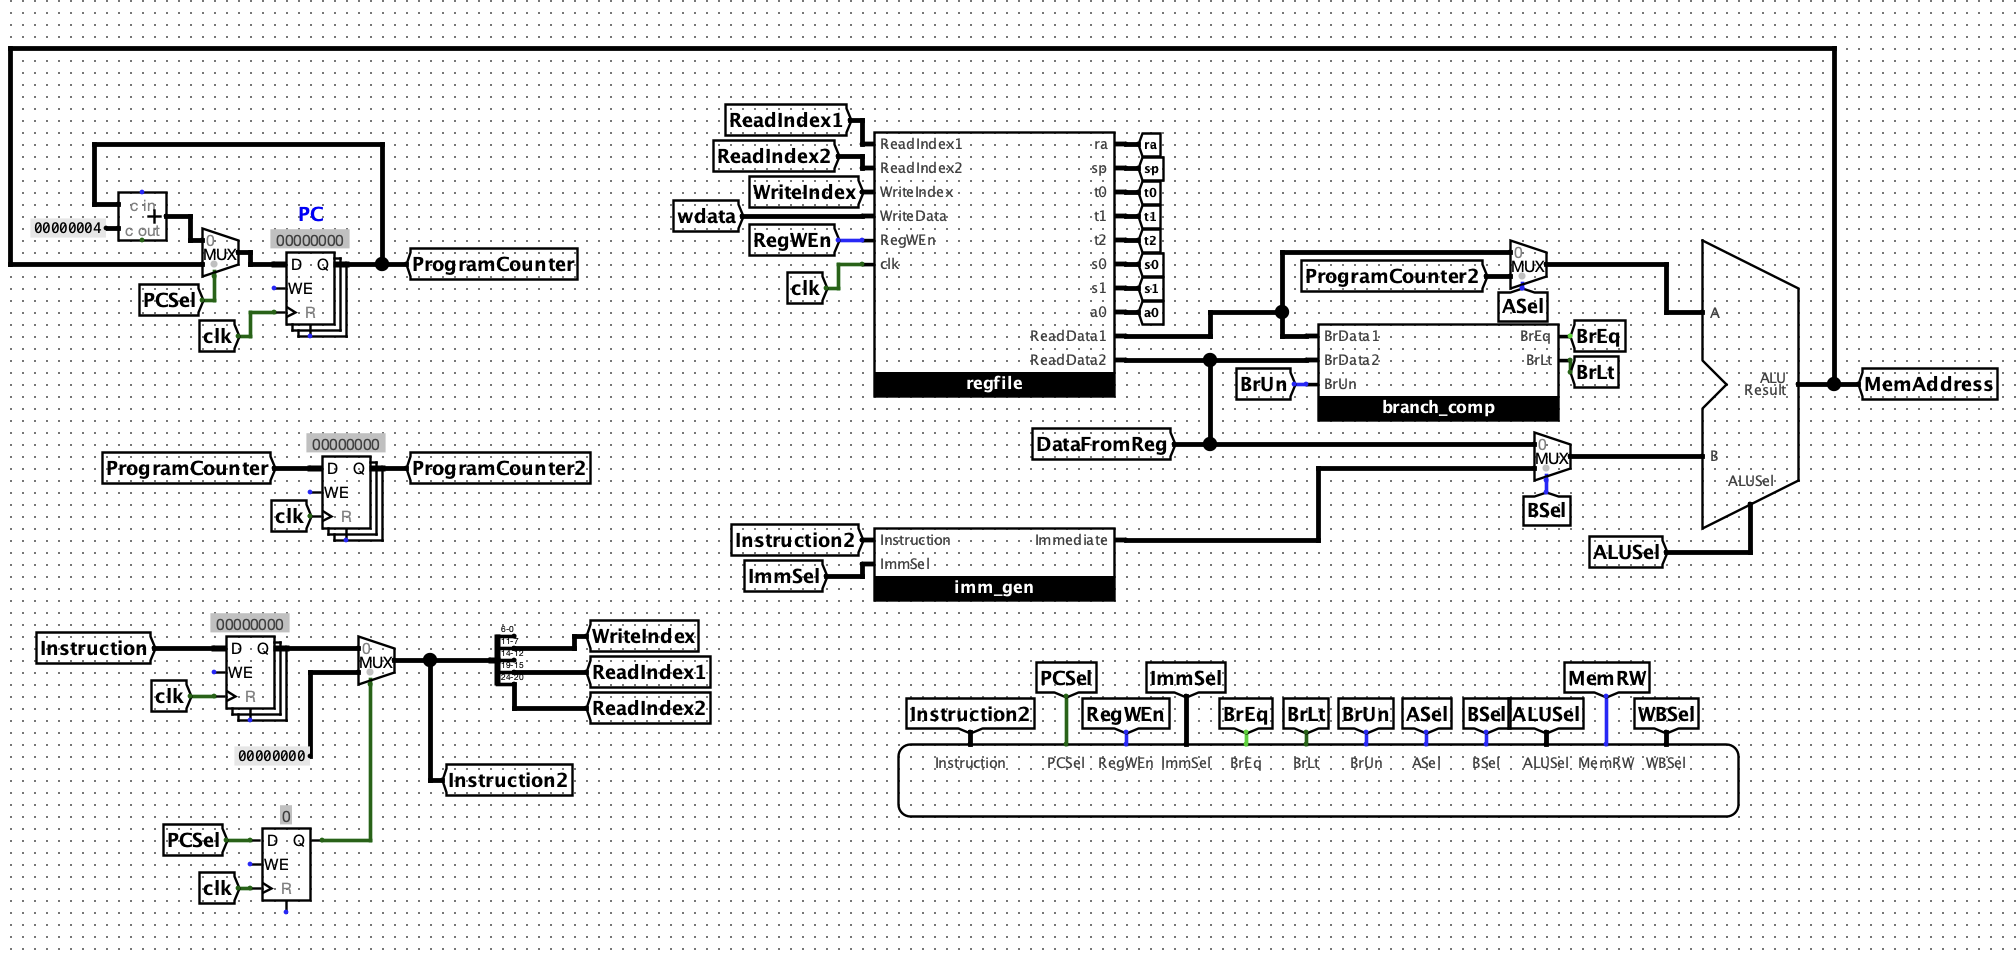 ReadIndex1
ReadIndex2
WriteIndex
wdata
RegWEn
clk
ReadIndex1
ReadIndex2
WriteIndex
WriteData
RegWEn
clk
ra
sp
t0
t1
t2
s0
s1
a0
ReadData1
ReadData2
regfile
ra
sp
t0
t1
t2
s0
s1
a0
c in
+
c out
00000004
0
MUX
PCSel
clk
PC
00000000
D Q
WE
R
ProgramCounter
ProgramCounter2
0
MUX
ASel
BrUn
BrData1
BrData2
BrUn
BrEq
BrLt
branch_comp
BrEq
BrLt
A
B
ALU
Result
ALUSel
MemAddress
DataFromReg
0
MUX
BSel
ALUSel
ProgramCounter
00000000
D Q
WE
R
clk
ProgramCounter2
Instruction2
ImmSel
Instruction
ImmSel
Immediate
imm_gen
Instruction
00000000
D Q
WE
R
clk
00000000
0
MUX
6-0
11-7
14-12
19-15
24-20
WriteIndex
ReadIndex1
ReadIndex2
Instruction2
PCSel
0
D Q
WE
R
clk
PCSel
ImmSel
MemRW
Instruction2
RegWEn
BrEq
BrLt
BrUn
ASel
BSel
ALUSel
WBSel
Instruction PCSel RegWEn ImmSel BrEq BrLt BrUn ASel BSel ALUSel MemRW WBSel